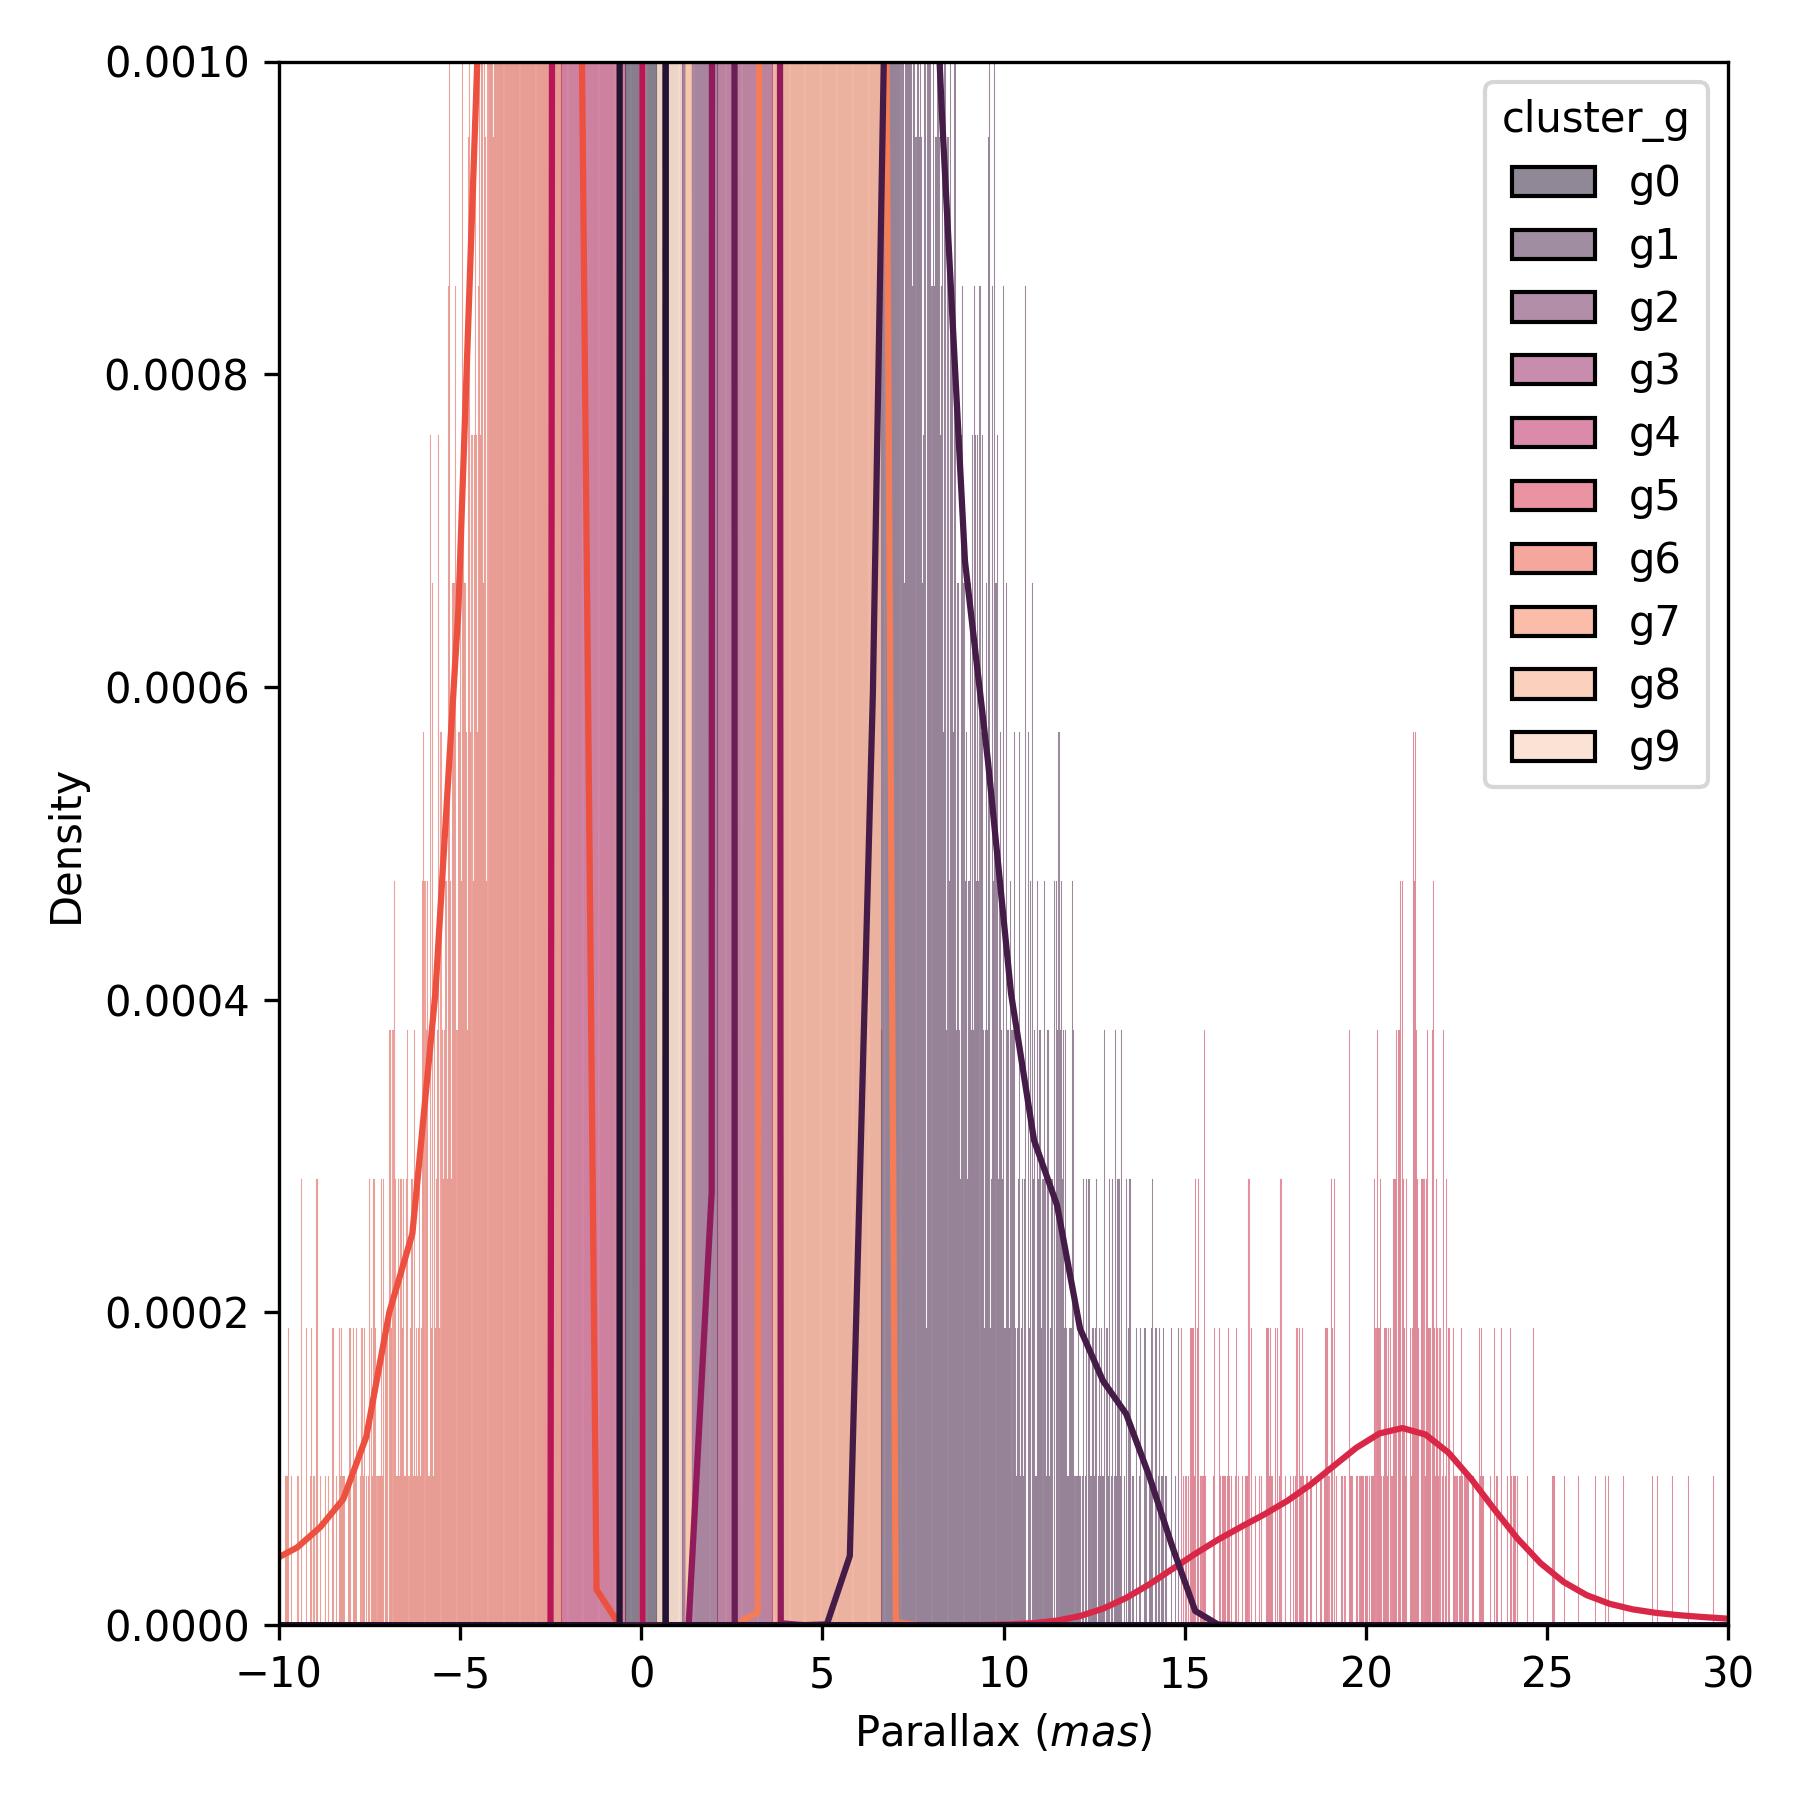 0.0010
0.0008
0.0006
0.0004
0.0002
0.0000
Density
−10
−5
0
5
10
15
20
25
30
Parallax (mas)
cluster_g
g0
g1
g2
g3
g4
g5
g6
g7
g8
g9